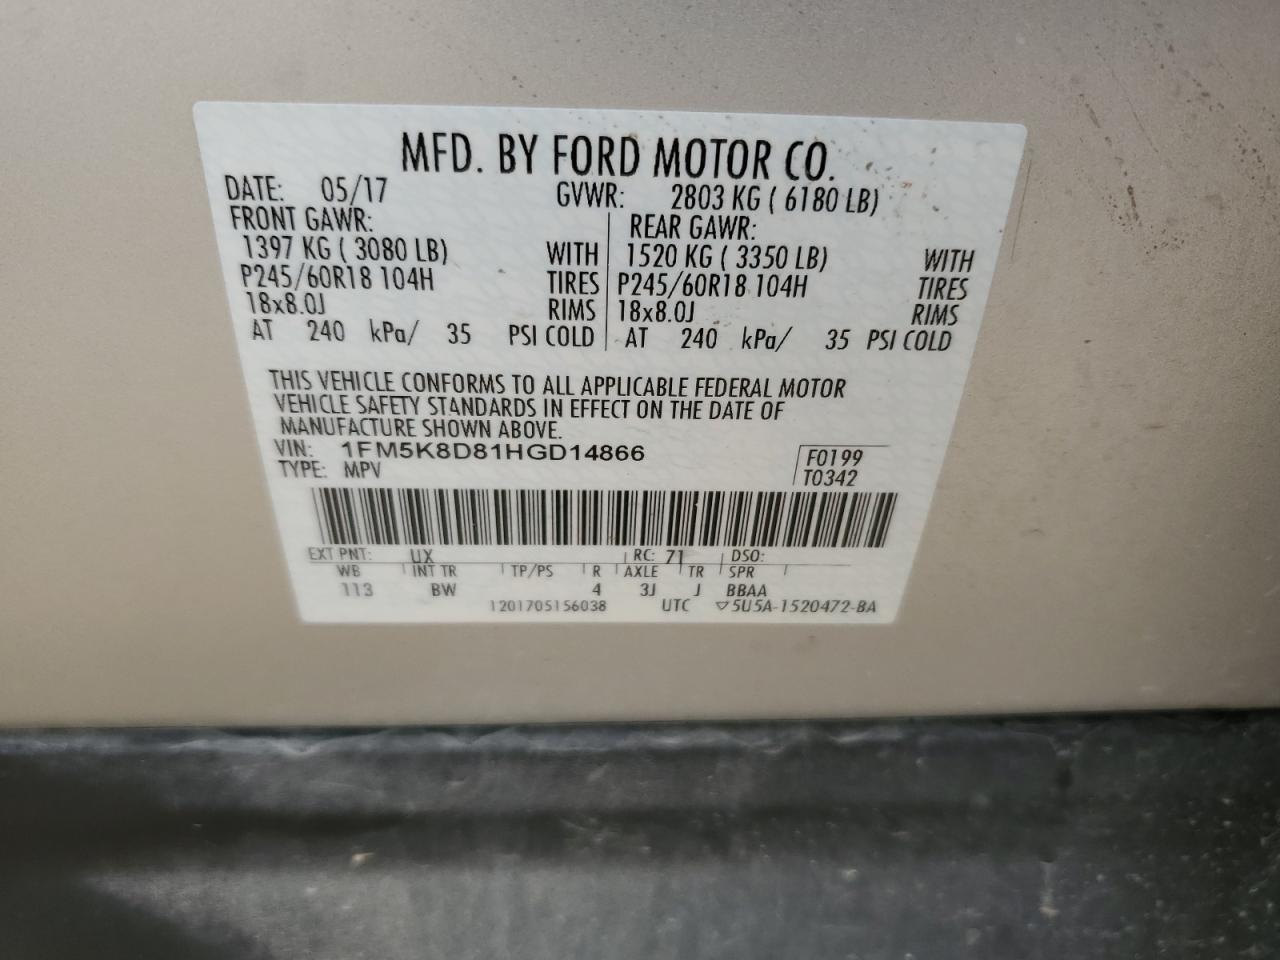 MFD. BY FORD MOTOR CO.
DATE: 05/17 GVWR: 2803 KG ( 6180 LB)
FRONT GAWR: REAR GAWR:
1397 KG ( 3080 LB) WITH 1520 KG ( 3350 LB) WITH
P245/60R18 104H TIRES P245/60R18 104H TIRES
18x8.0J RIMS 18x8.0J RIMS
AT 240 kPa/ 35 PSI COLD AT 240 kPa/ 35 PSI COLD
THIS VEHICLE CONFORMS TO ALL APPLICABLE FEDERAL MOTOR
VEHICLE SAFETY STANDARDS IN EFFECT ON THE DATE OF
MANUFACTURE SHOWN ABOVE.
VIN: 1FM5K8D81HGD14866 F0199
TYPE: MPV T0342
EXT PNT: UX RC: 71 DSO:
WB INT TR TP/PS R AXLE TR SPR
113 BW 4 3J J BBAA
1201705156038 UTC ▽5U5A-1520472-BA